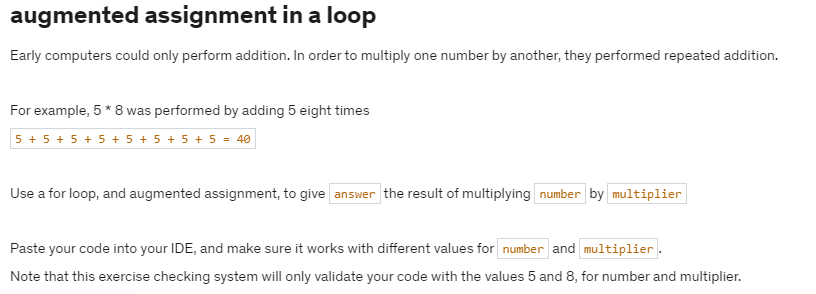 augmented assignment in a loop
Early computers could only perform addition. In order to multiply one number by another, they performed repeated addition.
For example, 5 * 8 was performed by adding 5 eight times
5 + 5 + 5 + 5 + 5 + 5 + 5 + 5 = 40
Use a for loop, and augmented assignment, to give answer the result of multiplying number by multiplier
Paste your code into your IDE, and make sure it works with different values for number and multiplier.
Note that this exercise checking system will only validate your code with the values 5 and 8, for number and multiplier.